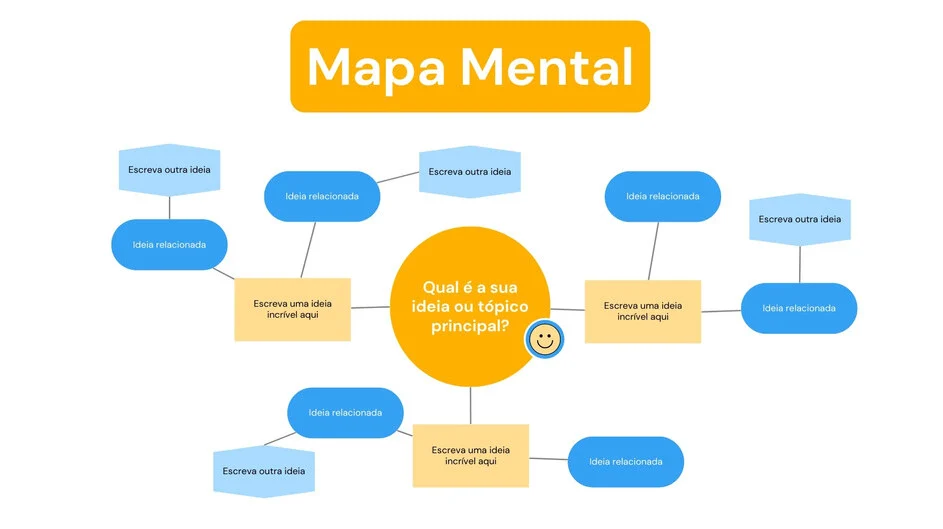 Mapa Mental
Escreva outra ideia
Ideia relacionada
Escreva outra ideia
Ideia relacionada
Escreva outra ideia
Ideia relacionada
Escreva uma ideia
incrível aqui
Qual é a sua
ideia ou tópico
principal?
Escreva uma ideia
incrível aqui
Ideia relacionada
Ideia relacionada
Escreva uma ideia
incrível aqui
Ideia relacionada
Escreva outra ideia